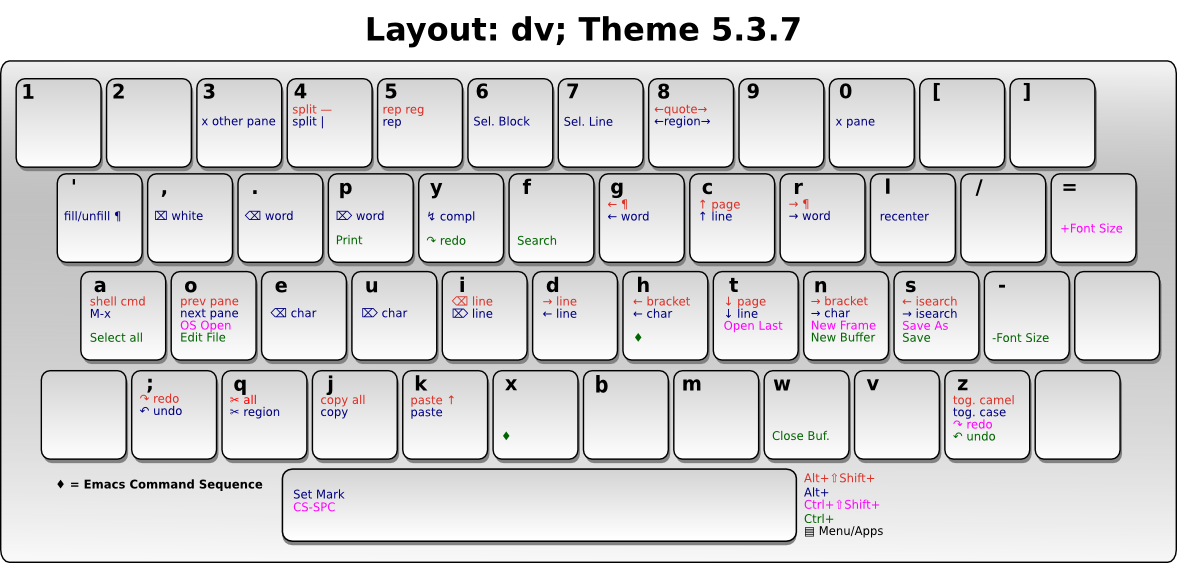 Layout: dv; Theme 5.3.7
1
2
3
x other pane
4
split —
split |
5
rep reg
rep
6
Sel. Block
7
Sel. Line
8
←quote→
←region→
9
0
x pane
[
]
'
fill/unfill ¶
,
⌧ white
.
⌫ word
p
⌦ word
Print
y
↯ compl
↷ redo
f
Search
g
← ¶
← word
c
↑ page
↑ line
r
→ ¶
→ word
l
recenter
/
=
+Font Size
a
shell cmd
M-x
Select all
o
prev pane
next pane
OS Open
Edit File
e
⌫ char
u
⌦ char
i
⌫ line
⌦ line
d
→ line
← line
h
← bracket
← char
♦
t
↓ page
↓ line
Open Last
n
→ bracket
→ char
New Frame
New Buffer
s
← isearch
→ isearch
Save As
Save
-
-Font Size
;
↷ redo
↶ undo
q
✂ all
✂ region
j
copy all
copy
k
paste ↑
paste
x
♦
b
m
w
Close Buf.
v
z
tog. camel
tog. case
↷ redo
↶ undo
♦ = Emacs Command Sequence
Set Mark
CS-SPC
Alt+⇧Shift+
Alt+
Ctrl+⇧Shift+
Ctrl+
▤ Menu/Apps